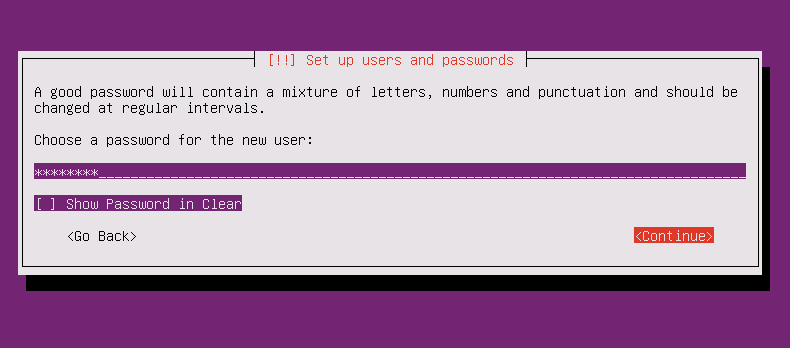 [!!] Set up users and passwords
A good password will contain a mixture of letters, numbers and punctuation and should be
changed at regular intervals.
Choose a password for the new user:
********_________________________________________________________________________________
[ ] Show Password in Clear
<Go Back> <Continue>